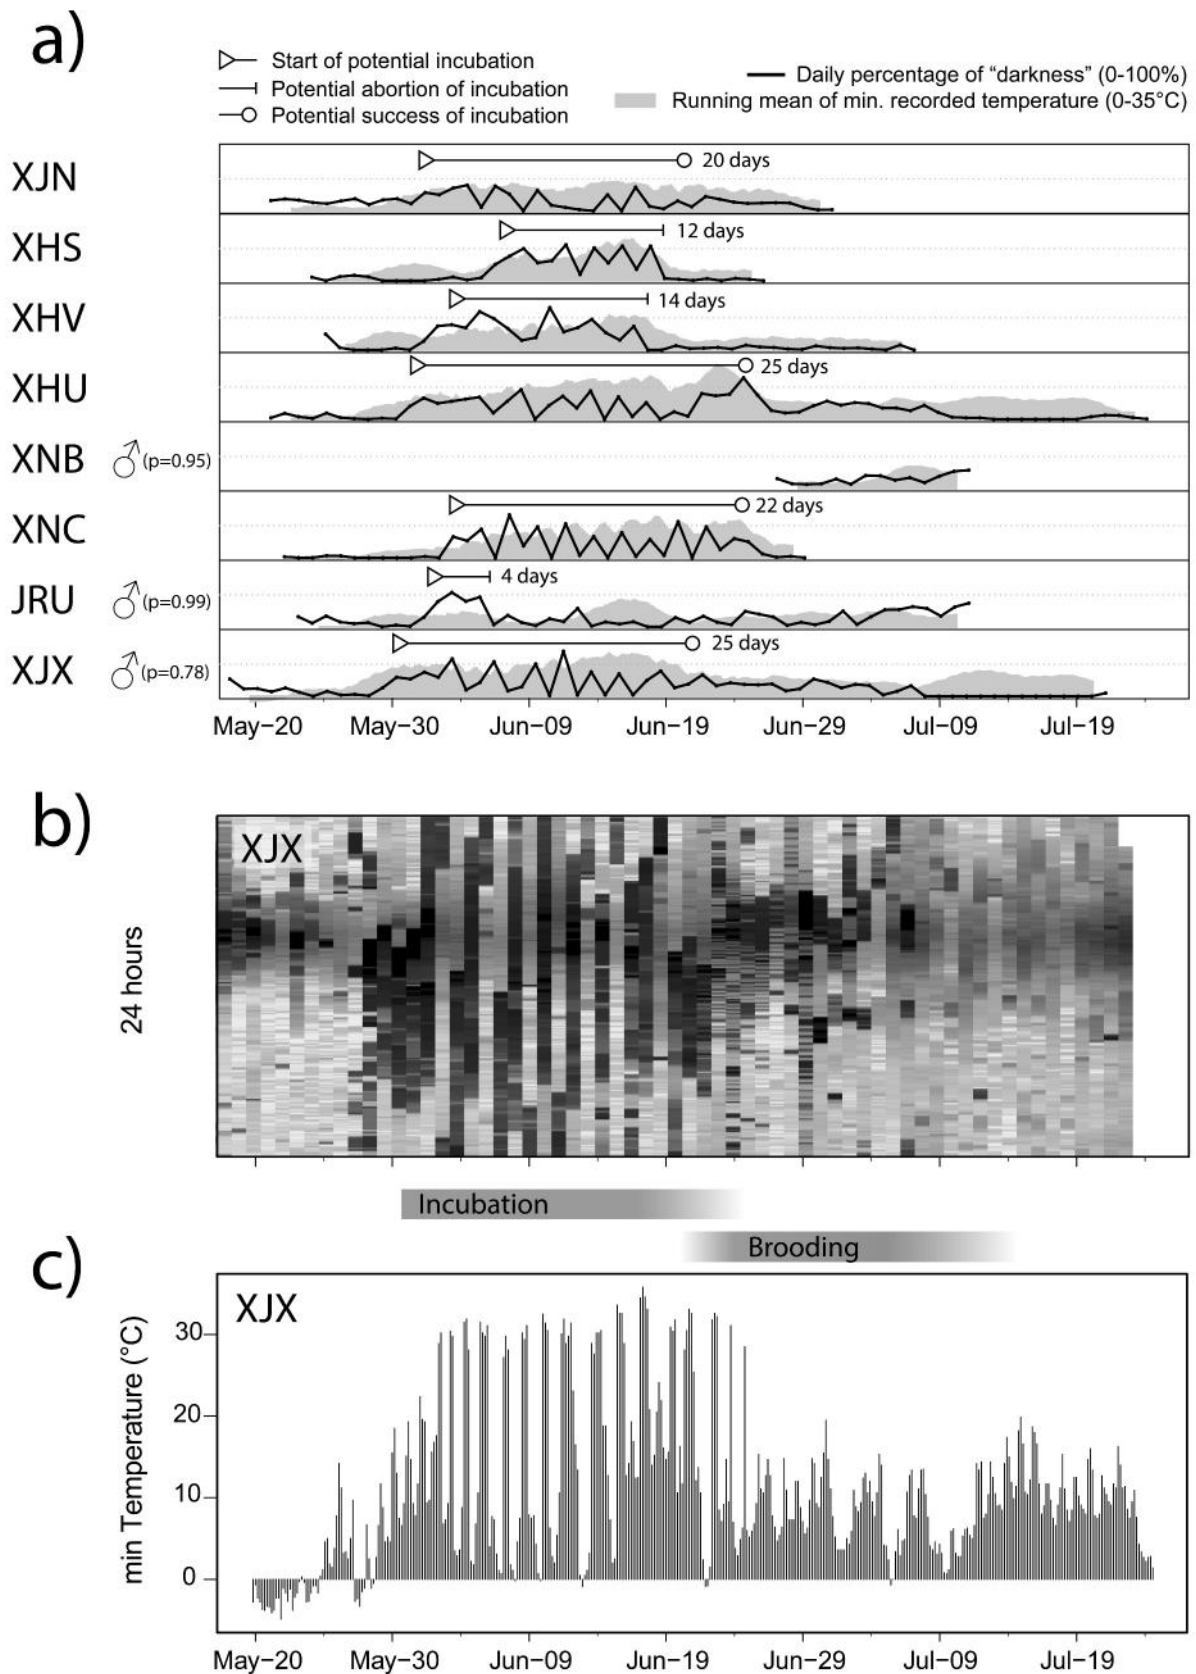 a)
Start of potential incubation
Potential abortion of incubation
Potential success of incubation
Daily percentage of “darkness” (0-100%)
Running mean of min. recorded temperature (0-35°C)
XJN 20 days
XHS 12 days
XHV 14 days
XHU 25 days
XNB ♂ (p=0.95)
XNC 22 days
JRU ♂ (p=0.99) 4 days
XJX ♂ (p=0.78) 25 days
May–20 May–30 Jun–09 Jun–19 Jun–29 Jul–09 Jul–19
b)
XJX
24 hours
Incubation
Brooding
c)
XJX
min Temperature (°C)
30
20
10
0
May–20 May–30 Jun–09 Jun–19 Jun–29 Jul–09 Jul–19